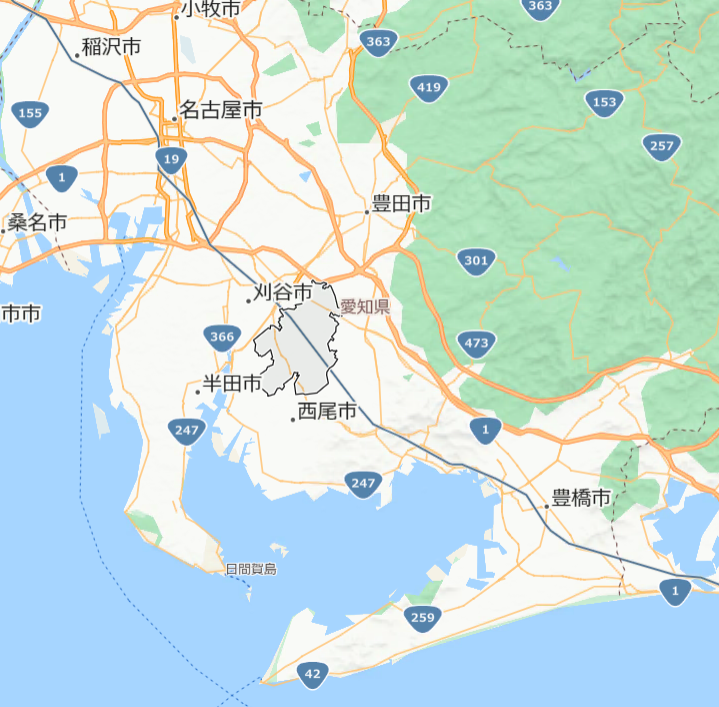 小牧市
363
363
稲沢市
419
153
155
名古屋市
257
19
1
豊田市
桑名市
301
刈谷市
愛知県
市市
366
473
半田市
西尾市
247
1
247
豊橋市
日間賀島
1
259
42